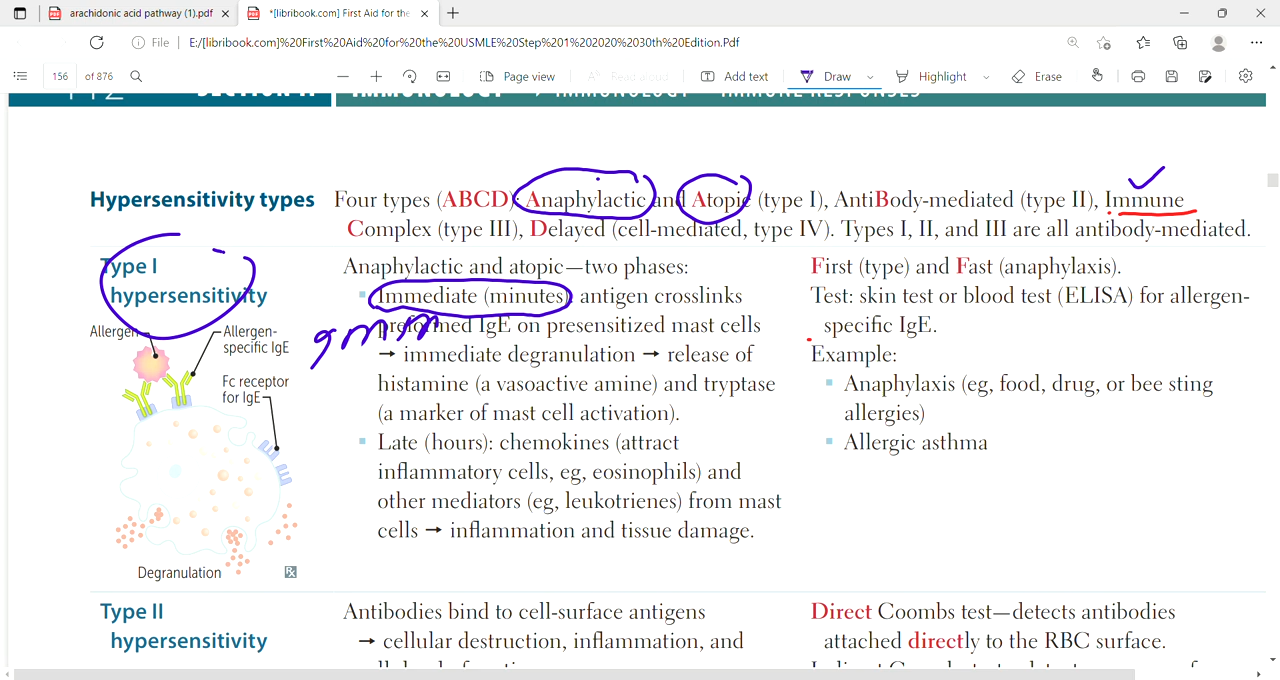 arachidonic acid pathway (1).pdf
*[libribook.com] First Aid for the
File
E:/[libribook.com]%20First%20Aid%20for%20the%20USMLE%20Step%201%202020%2030th%20Edition.Pdf
156 of 876
Page view
Read aloud
Add text
Draw
Highlight
Erase
IMMUNOLOGY
Hypersensitivity types
Four types (ABCD): Anaphylactic and Atopic (type I), AntiBody-mediated (type II), Immune
Complex (type III), Delayed (cell-mediated, type IV). Types I, II, and III are all antibody-mediated.
Type I
hypersensitivity
Allergen
Allergen-
specific IgE
Fc receptor
for IgE
Degranulation
Rx
Anaphylactic and atopic—two phases:
Immediate (minutes): antigen crosslinks
preformed IgE on presensitized mast cells
→ immediate degranulation → release of
histamine (a vasoactive amine) and tryptase
(a marker of mast cell activation).
Late (hours): chemokines (attract
inflammatory cells, eg, eosinophils) and
other mediators (eg, leukotrienes) from mast
cells → inflammation and tissue damage.
First (type) and Fast (anaphylaxis).
Test: skin test or blood test (ELISA) for allergen-
specific IgE.
Example:
Anaphylaxis (eg, food, drug, or bee sting
allergies)
Allergic asthma
Type II
hypersensitivity
Antibodies bind to cell-surface antigens
→ cellular destruction, inflammation, and
Direct Coombs test—detects antibodies
attached directly to the RBC surface.